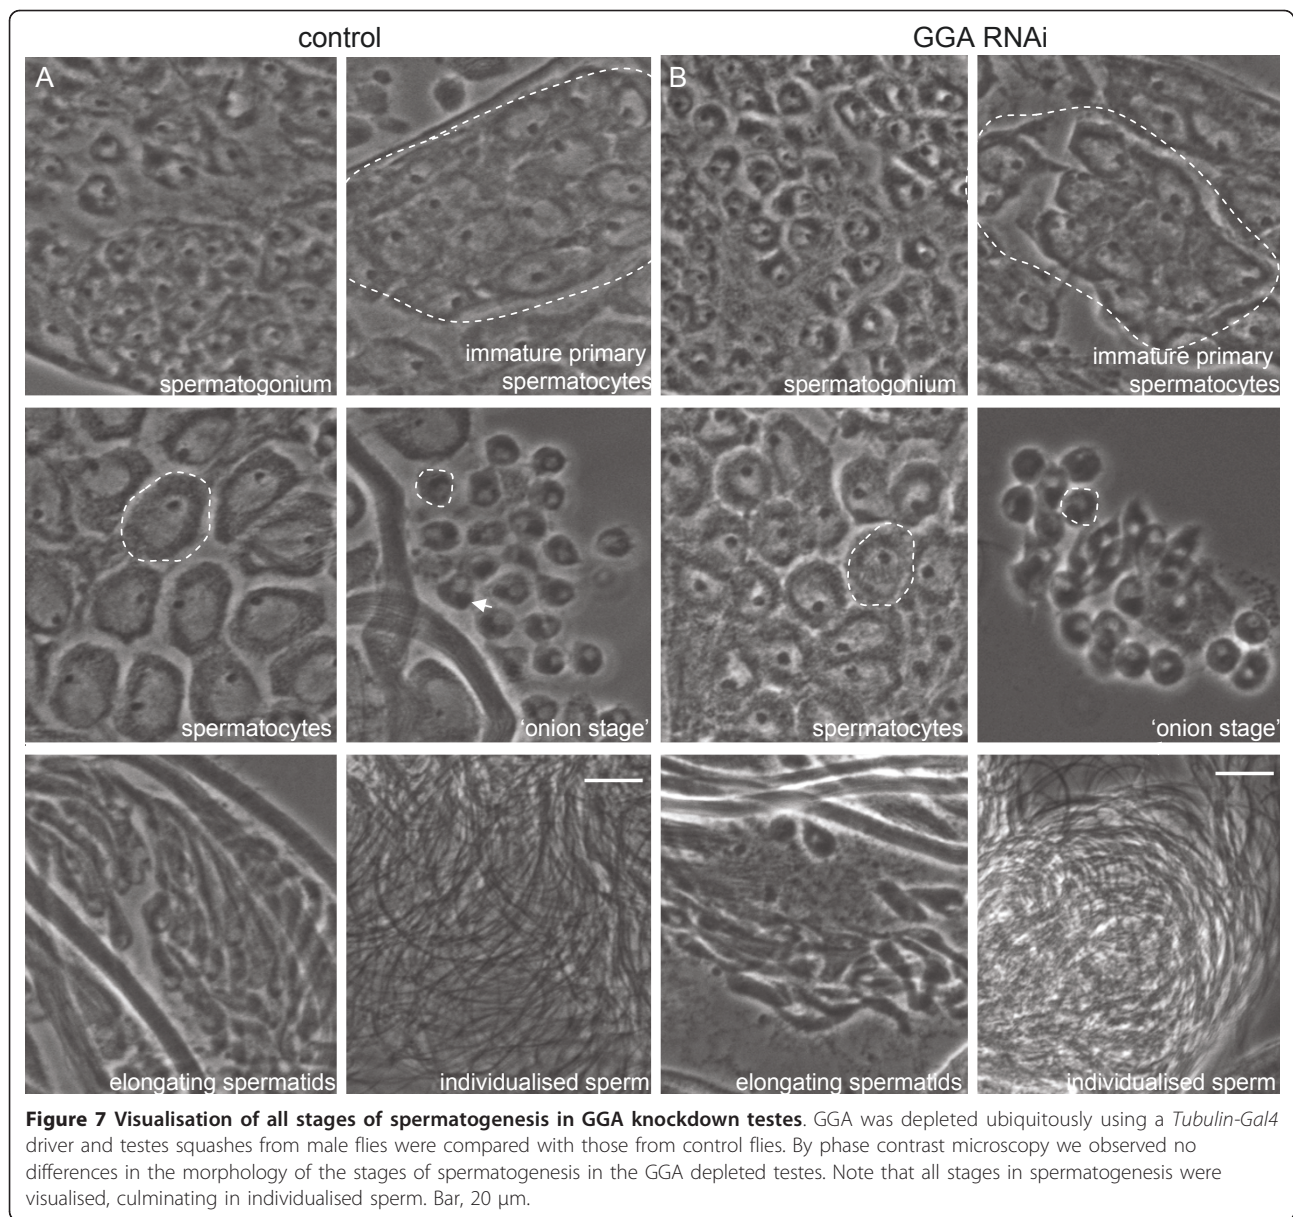 control
GGA RNAi
A
B
spermatogonium
immature primary
spermatocytes
spermatogonium
immature primary
spermatocytes
spermatocytes
‘onion stage’
spermatocytes
‘onion stage’
elongating spermatids
individualised sperm
elongating spermatids
individualised sperm
Figure 7 Visualisation of all stages of spermatogenesis in GGA knockdown testes. GGA was depleted ubiquitously using a Tubulin-Gal4
driver and testes squashes from male flies were compared with those from control flies. By phase contrast microscopy we observed no
differences in the morphology of the stages of spermatogenesis in the GGA depleted testes. Note that all stages in spermatogenesis were
visualised, culminating in individualised sperm. Bar, 20 μm.